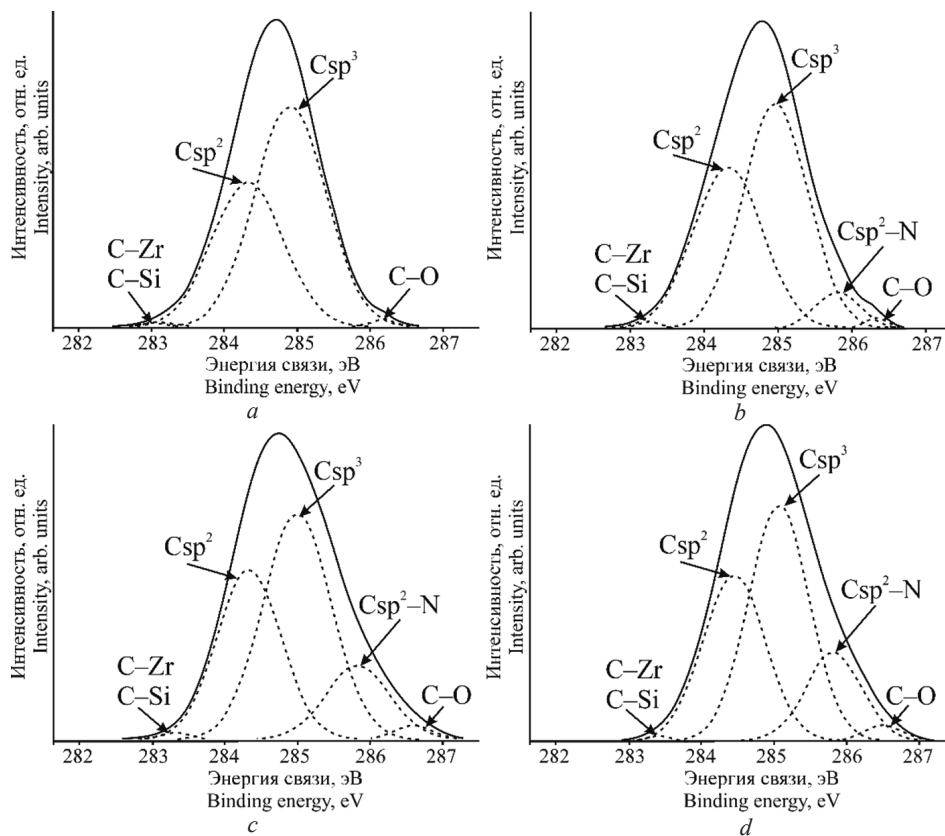 Интенсивность, отн. ед.
Intensity, arb. units
Csp³
Csp²
C–Zr
C–Si
C–O
282 283 284 285 286 287
Энергия связи, эВ
Binding energy, eV
a
Интенсивность, отн. ед.
Intensity, arb. units
Csp³
Csp²
Csp²–N
C–Zr
C–Si
C–O
282 283 284 285 286 287
Энергия связи, эВ
Binding energy, eV
b
Интенсивность, отн. ед.
Intensity, arb. units
Csp³
Csp²
Csp²–N
C–Zr
C–Si
C–O
282 283 284 285 286 287
Энергия связи, эВ
Binding energy, eV
c
Интенсивность, отн. ед.
Intensity, arb. units
Csp³
Csp²
Csp²–N
C–Zr
C–Si
C–O
282 283 284 285 286 287
Энергия связи, эВ
Binding energy, eV
d